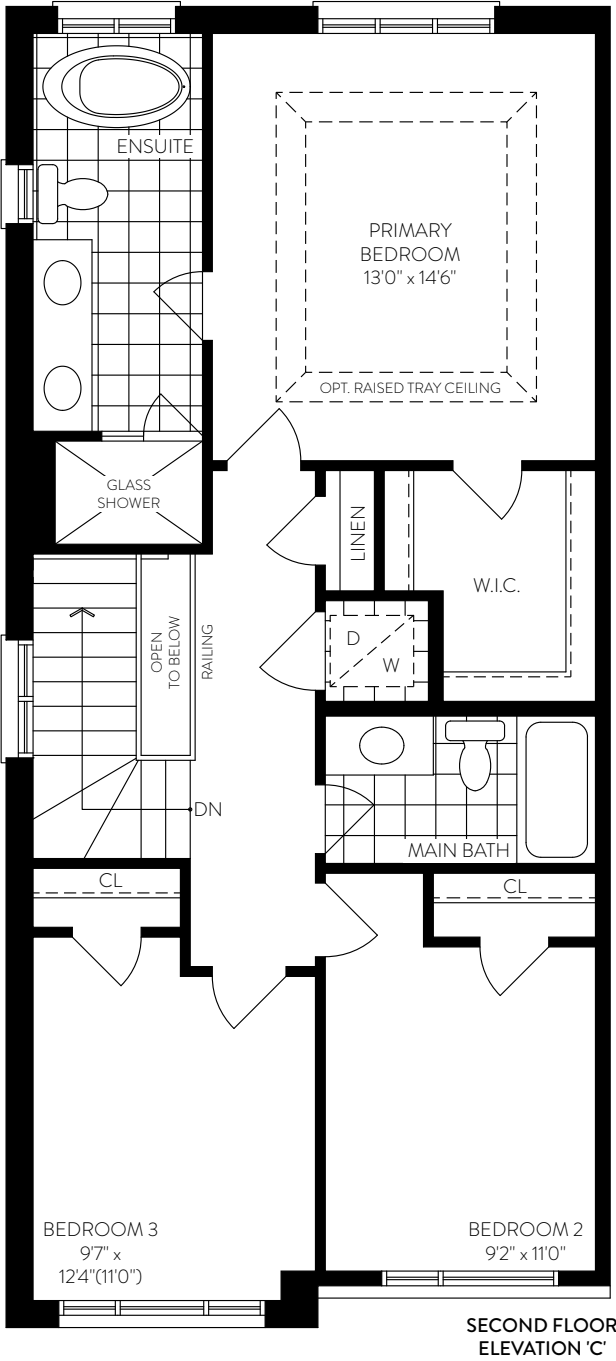 ENSUITE
PRIMARY
BEDROOM
13'0" x 14'6"
OPT. RAISED TRAY CEILING
GLASS
SHOWER
LINEN
W.I.C.
OPEN
TO BELOW
RAILING
D
W
DN
MAIN BATH
CL
CL
BEDROOM 3
9'7" x
12'4"(11'0")
BEDROOM 2
9'2" x 11'0"
SECOND FLOOR
ELEVATION 'C'